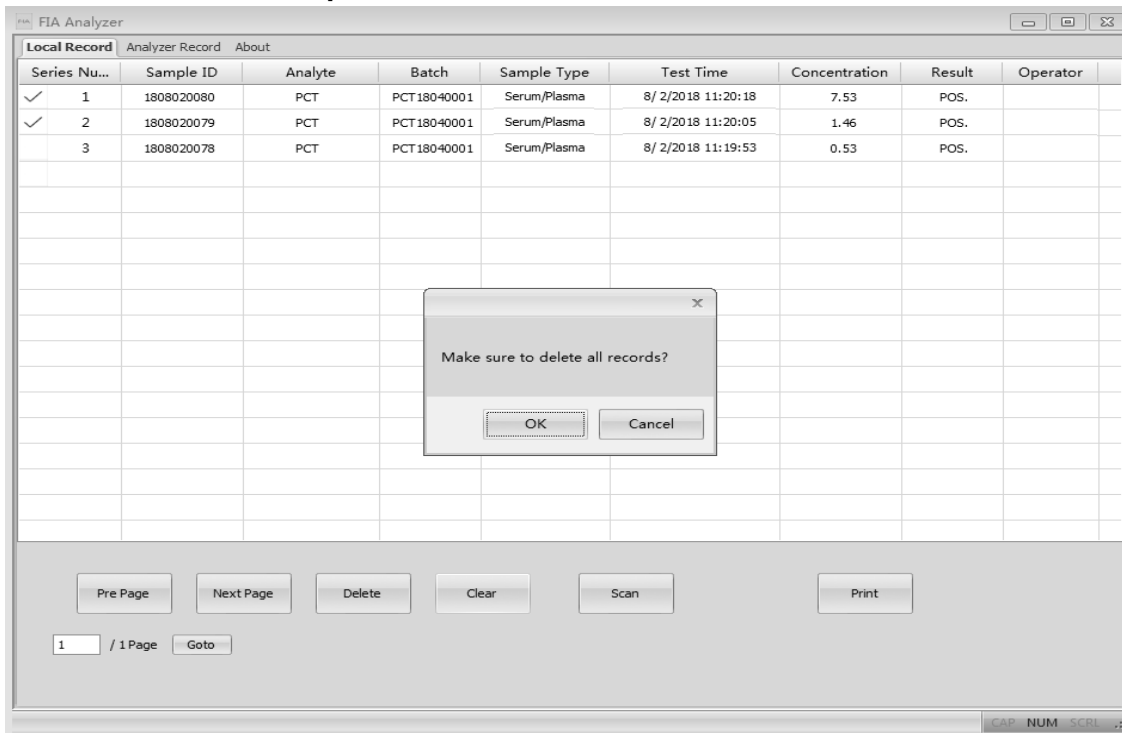 FIA FIA Analyzer
Local Record Analyzer Record About
Series Nu... Sample ID Analyte Batch Sample Type Test Time Concentration Result Operator
1 1808020080 PCT PCT18040001 Serum/Plasma 8/ 2/2018 11:20:18 7.53 POS.
2 1808020079 PCT PCT18040001 Serum/Plasma 8/ 2/2018 11:20:05 1.46 POS.
3 1808020078 PCT PCT18040001 Serum/Plasma 8/ 2/2018 11:19:53 0.53 POS.
Make sure to delete all records?
OK Cancel
Pre Page Next Page Delete Clear Scan Print
1 / 1 Page Goto
CAP NUM SCRL